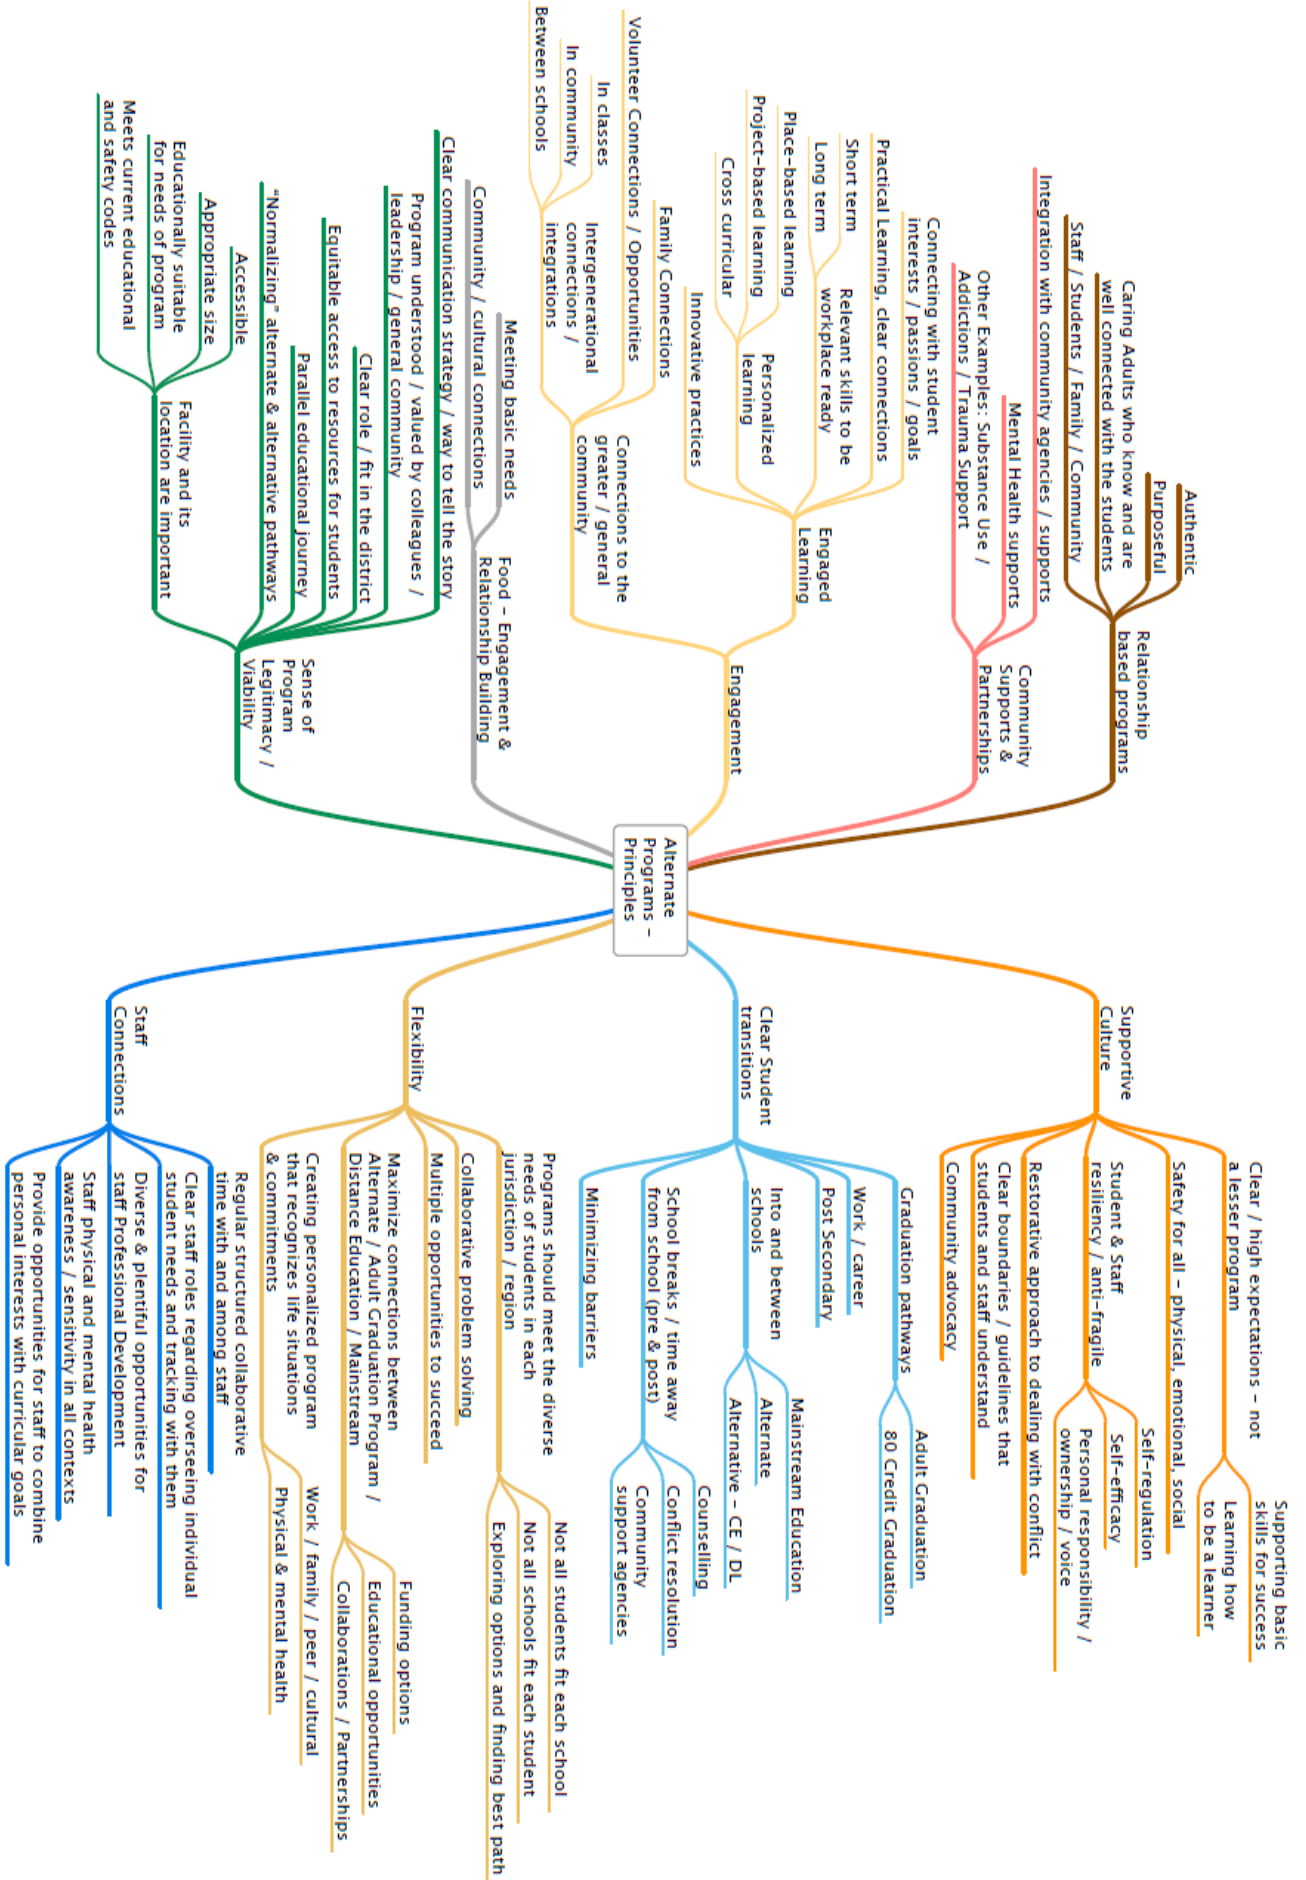 Alternate
Programs –
Principles
Relationship
based programs
Authentic
Purposeful
Caring Adults who know and are
well connected with the students
Staff / Students / Family / Community
Community
Supports &
Partnerships
Integration with community agencies / supports
Mental Health supports
Other Examples: Substance Use /
Addictions / Trauma Support
Engagement
Engaged
Learning
Connecting with student
interests / passions / goals
Practical Learning, clear connections
Relevant skills to be
workplace ready
Short term
Long term
Personalized
learning
Place-based learning
Project-based learning
Cross curricular
Innovative practices
Connections to the
greater / general
community
Family Connections
Volunteer Connections / Opportunities
Intergenerational
connections /
integrations
In classes
In community
Between schools
Food – Engagement &
Relationship Building
Meeting basic needs
Community / cultural connections
Sense of
Program
Legitimacy /
Viability
Clear communication strategy / way to tell the story
Program understood / valued by colleagues /
leadership / general community
Clear role / fit in the district
Equitable access to resources for students
Parallel educational journey
"Normalizing" alternate & alternative pathways
Facility and its
location are important
Accessible
Appropriate size
Educationally suitable
for needs of program
Meets current educational
and safety codes
Supportive
Culture
Clear / high expectations – not
a lesser program
Supporting basic
skills for success
Learning how
to be a learner
Safety for all – physical, emotional, social
Student & Staff
resiliency / anti-fragile
Self-regulation
Self-efficacy
Personal responsibility /
ownership / voice
Restorative approach to dealing with conflict
Clear boundaries / guidelines that
students and staff understand
Community advocacy
Clear Student
transitions
Graduation pathways
Adult Graduation
80 Credit Graduation
Work / career
Post Secondary
Into and between
schools
Mainstream Education
Alternate
Alternative – CE / DL
School breaks / time away
from school (pre & post)
Counselling
Conflict resolution
Community
support agencies
Minimizing barriers
Flexibility
Programs should meet the diverse
needs of students in each
jurisdiction / region
Not all students fit each school
Not all schools fit each student
Exploring options and finding best path
Collaborative problem solving
Multiple opportunities to succeed
Maximize connections between
Alternate / Adult Graduation Program /
Distance Education / Mainstream
Funding options
Educational opportunities
Collaborations / Partnerships
Creating personalized program
that recognizes life situations
& commitments
Work / family / peer / cultural
Physical & mental health
Staff
Connections
Regular structured collaborative
time with and among staff
Clear staff roles regarding overseeing individual
student needs and tracking with them
Diverse & plentiful opportunities for
staff Professional Development
Staff physical and mental health
awareness / sensitivity in all contexts
Provide opportunities for staff to combine
personal interests with curricular goals